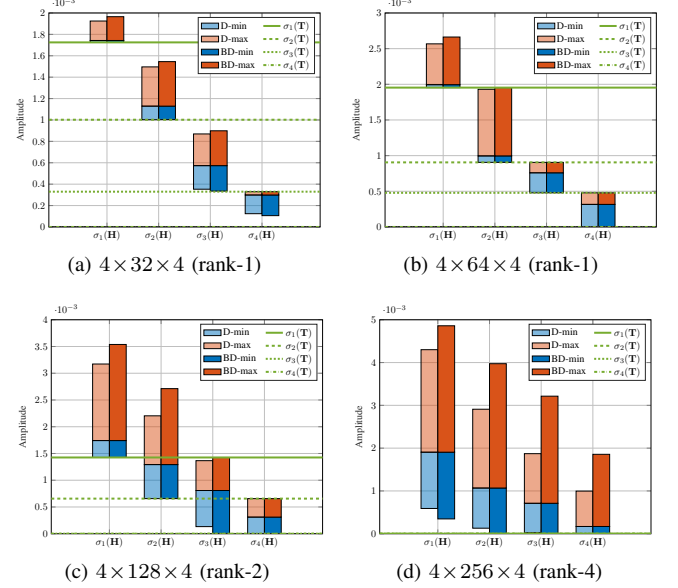 ·10⁻³
2
1.8
1.6
1.4
1.2
1
0.8
0.6
0.4
0.2
0
Amplitude
D-min
D-max
BD-min
BD-max
σ₁(T)
σ₂(T)
σ₃(T)
σ₄(T)
σ₁(H) σ₂(H) σ₃(H) σ₄(H)
(a) 4×32×4 (rank-1)
·10⁻³
3
2.5
2
1.5
1
0.5
0
Amplitude
D-min
D-max
BD-min
BD-max
σ₁(T)
σ₂(T)
σ₃(T)
σ₄(T)
σ₁(H) σ₂(H) σ₃(H) σ₄(H)
(b) 4×64×4 (rank-1)
·10⁻³
4
3.5
3
2.5
2
1.5
1
0.5
0
Amplitude
D-min
D-max
BD-min
BD-max
σ₁(T)
σ₂(T)
σ₃(T)
σ₄(T)
σ₁(H) σ₂(H) σ₃(H) σ₄(H)
(c) 4×128×4 (rank-2)
·10⁻³
5
4
3
2
1
0
Amplitude
D-min
D-max
BD-min
BD-max
σ₁(T)
σ₂(T)
σ₃(T)
σ₄(T)
σ₁(H) σ₂(H) σ₃(H) σ₄(H)
(d) 4×256×4 (rank-4)